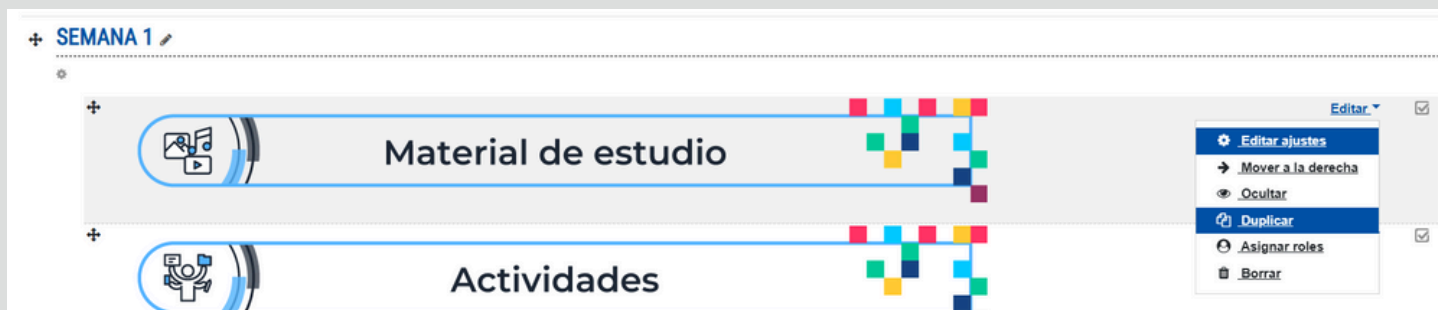 SEMANA 1
Editar
Material de estudio
Editar ajustes
Mover a la derecha
Ocultar
Duplicar
Asignar roles
Borrar
Actividades